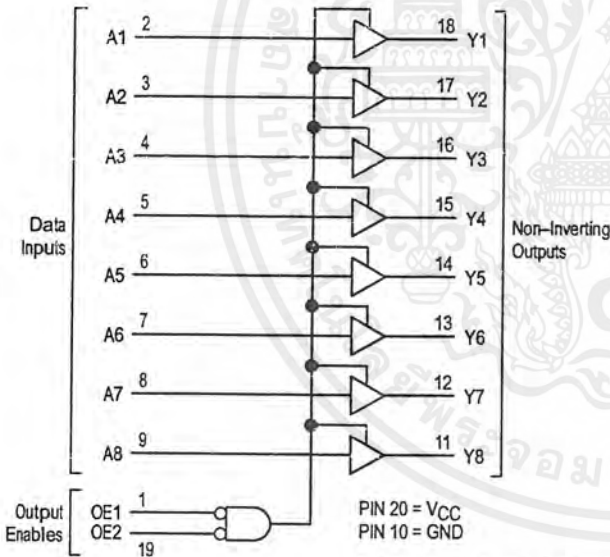 A1 2 18 Y1
A2 3 17 Y2
A3 4 16 Y3
A4 5 15 Y4
Data
Inputs
Non–Inverting
Outputs
A5 6 14 Y5
A6 7 13 Y6
A7 8 12 Y7
A8 9 11 Y8
Output
Enables
OE1 1
OE2
19
PIN 20 = VCC
PIN 10 = GND